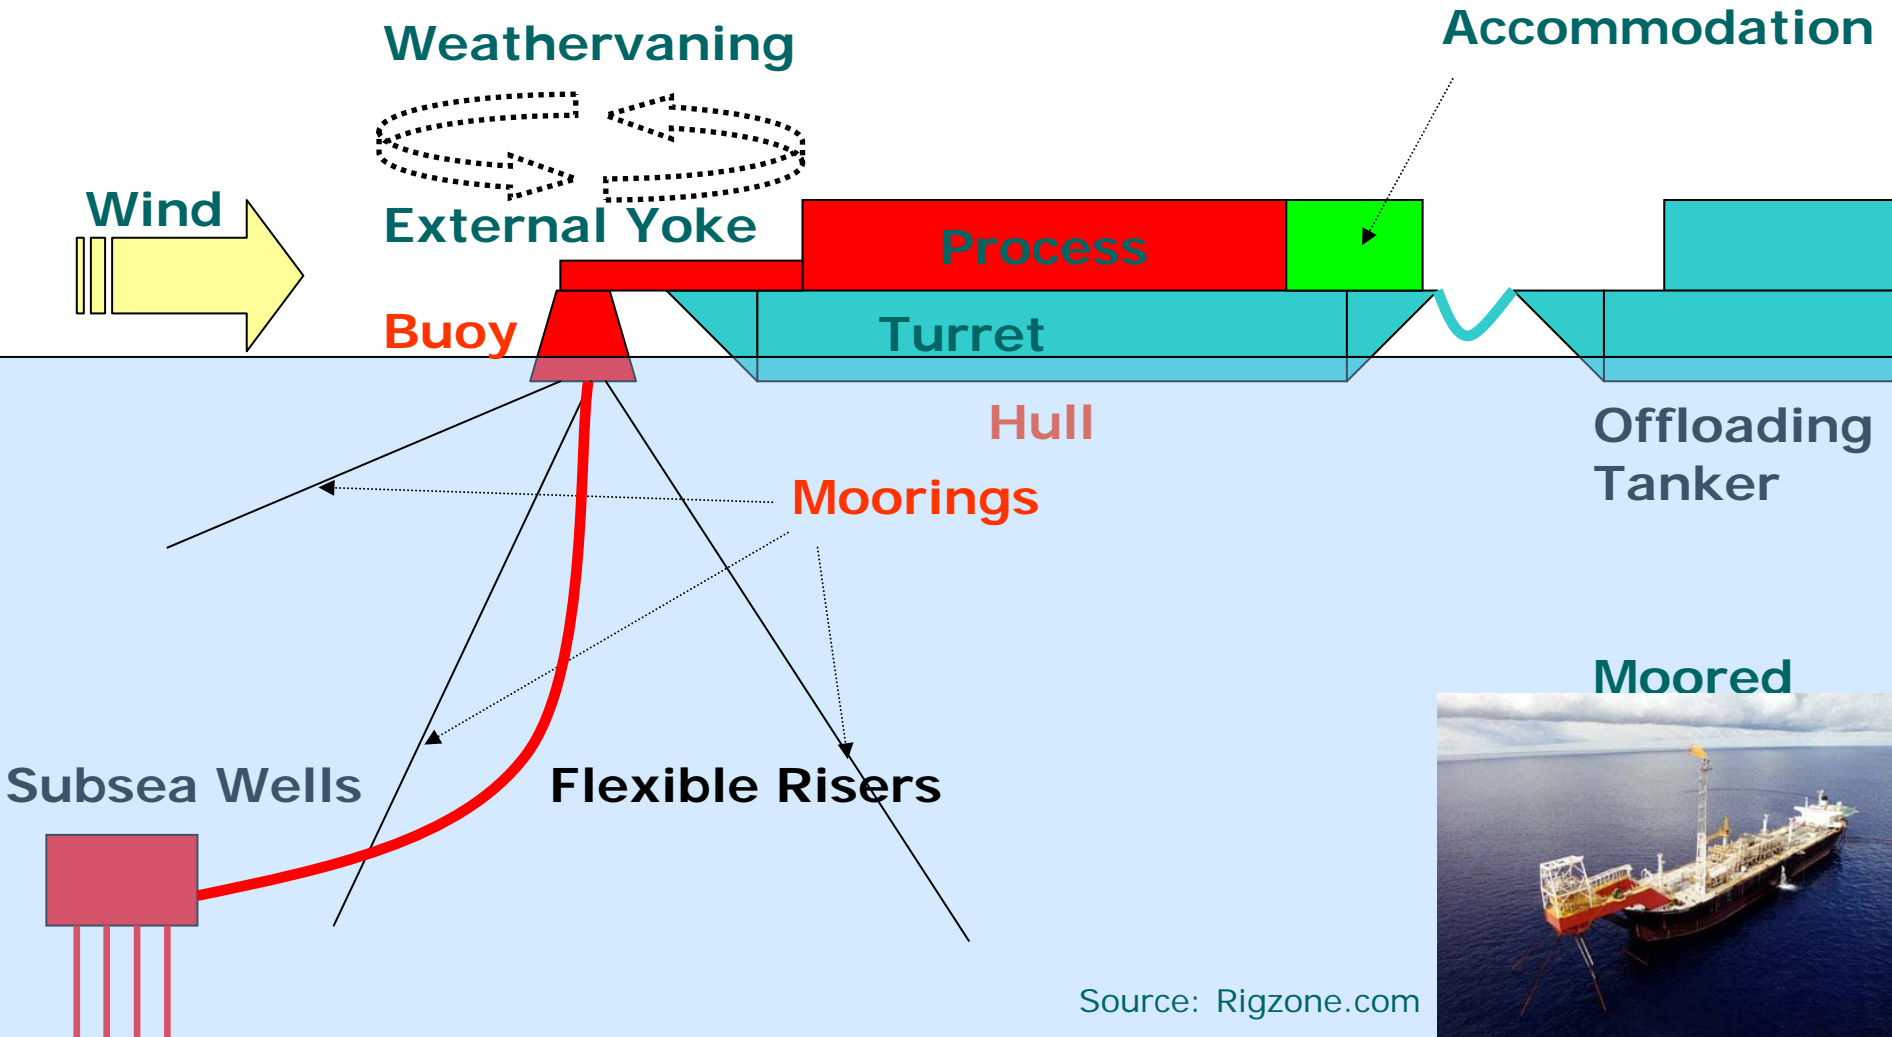 Weathervaning
Accommodation
Wind
External Yoke
Process
Buoy
Turret
Hull
Offloading
Tanker
Moorings
Moored
Subsea Wells
Flexible Risers
Source: Rigzone.com